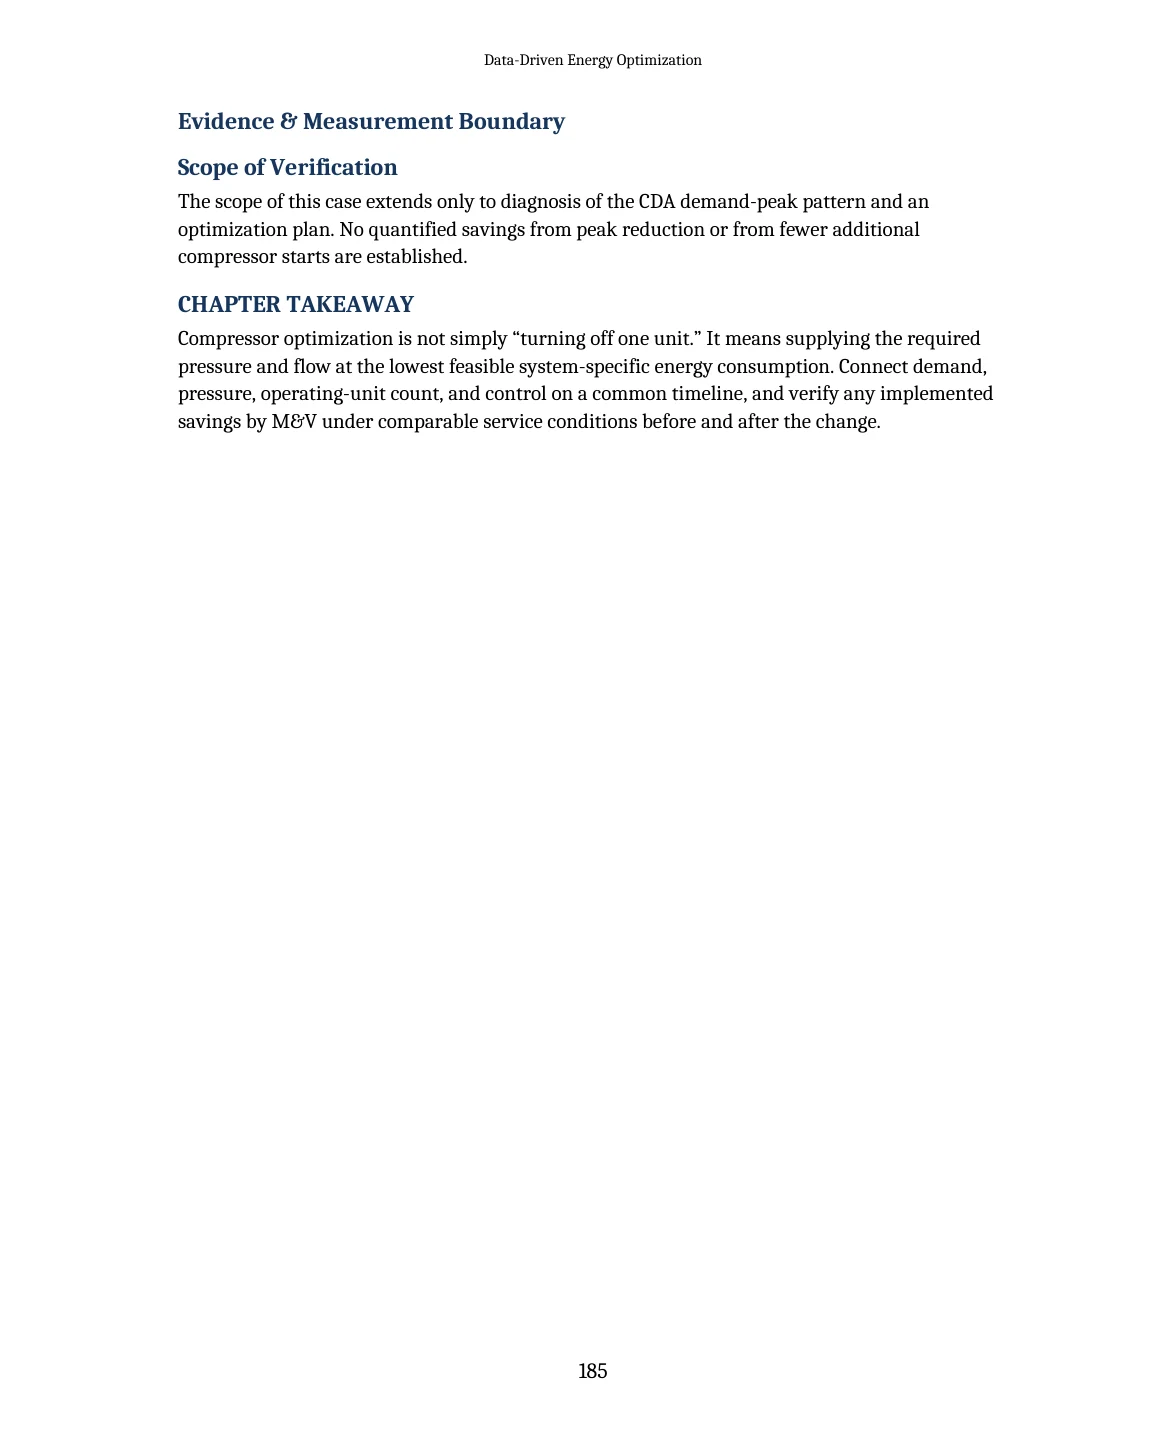 Data-Driven Energy Optimization
Evidence & Measurement Boundary
Scope of Verification
The scope of this case extends only to diagnosis of the CDA demand-peak pattern and an
optimization plan. No quantified savings from peak reduction or from fewer additional
compressor starts are established.
CHAPTER TAKEAWAY
Compressor optimization is not simply “turning off one unit.” It means supplying the required
pressure and flow at the lowest feasible system-specific energy consumption. Connect demand,
pressure, operating-unit count, and control on a common timeline, and verify any implemented
savings by M&V under comparable service conditions before and after the change.
185